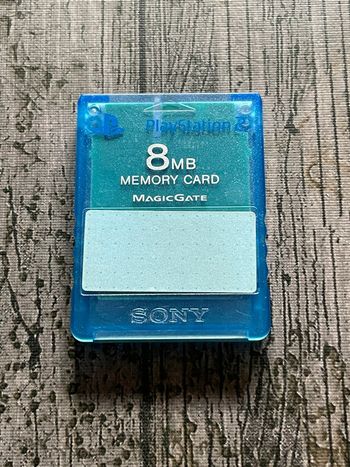 PlayStation 2
8MB
MEMORY CARD
MAGICGATE
SONY